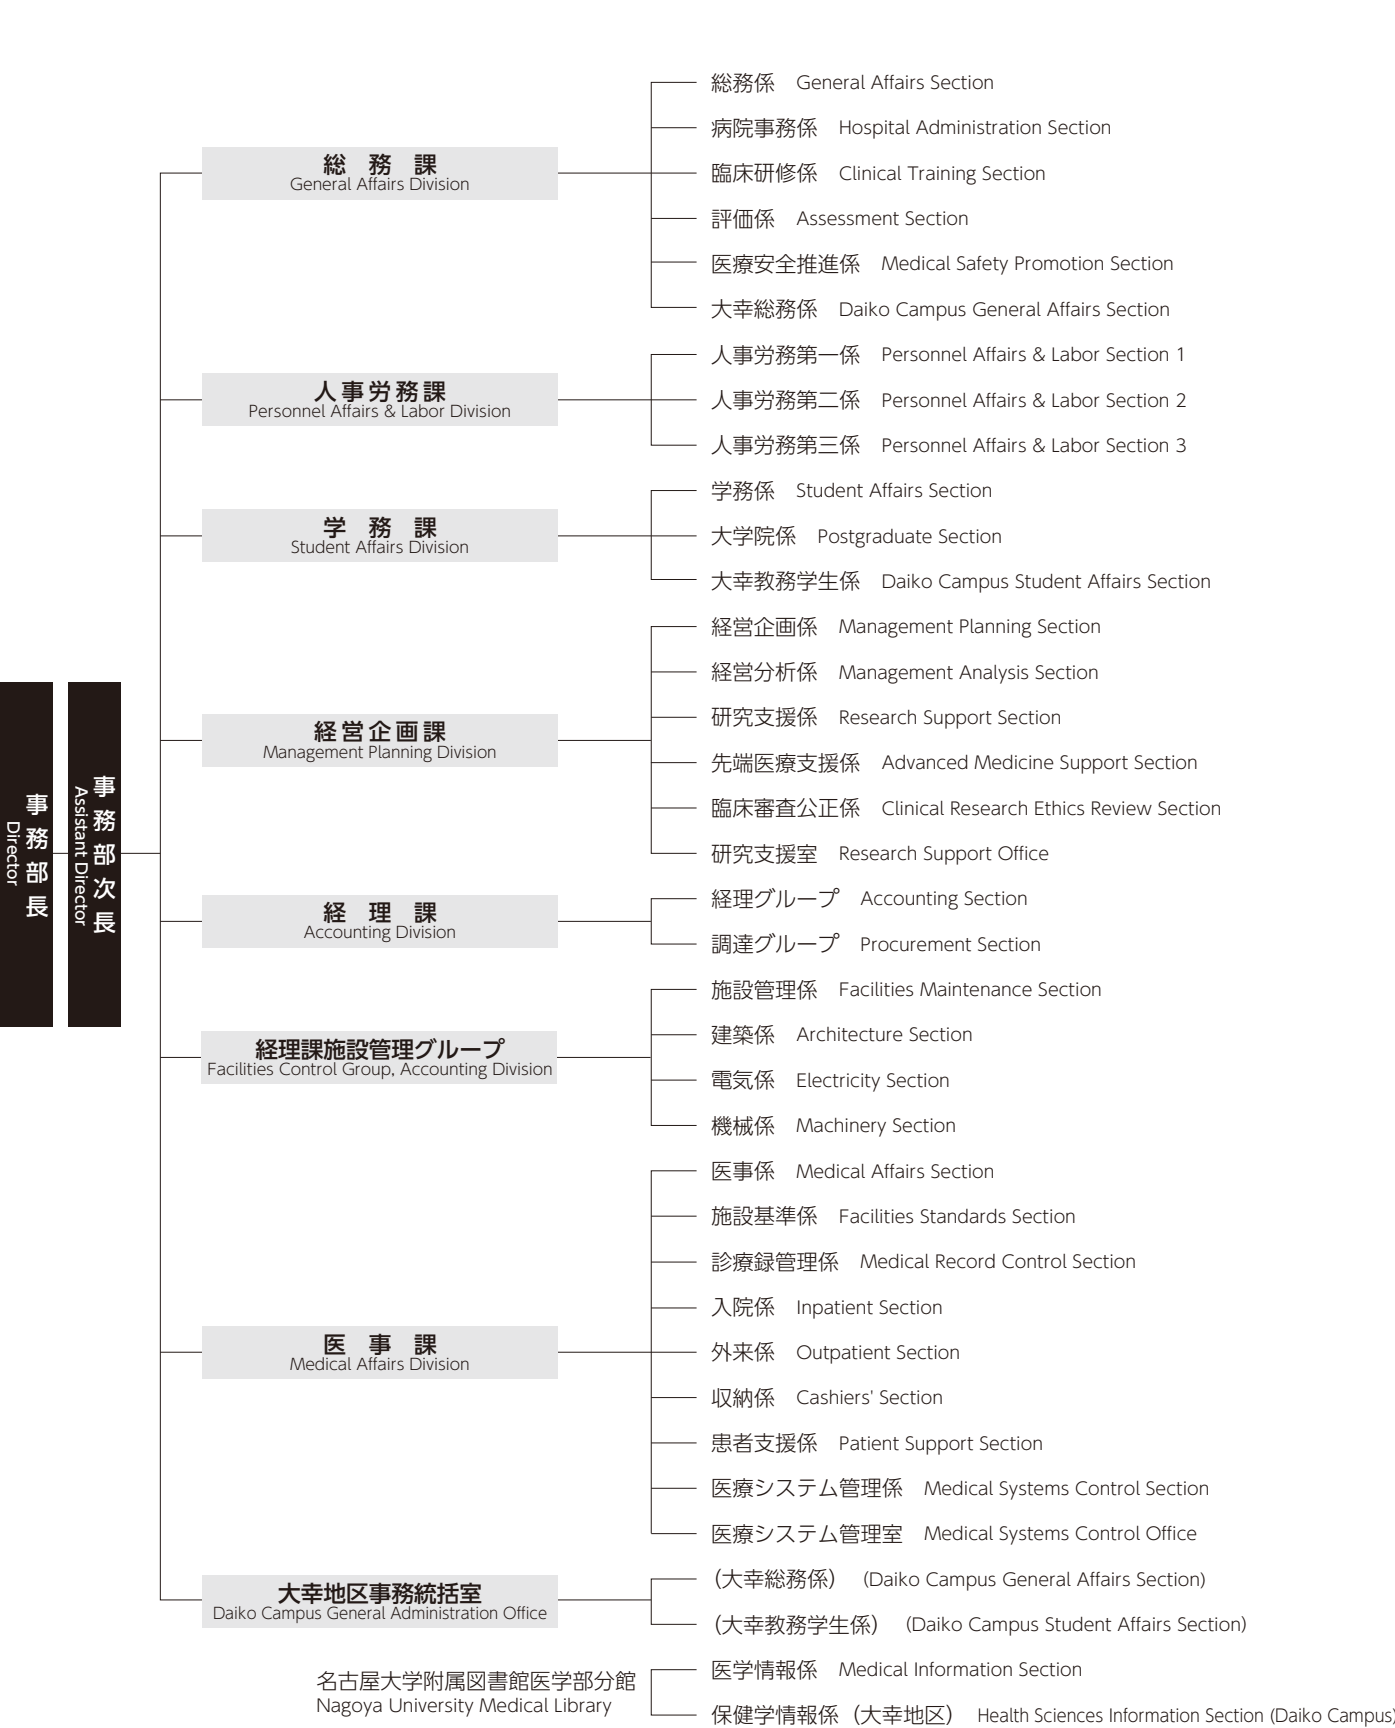 事務部長
Director
事務部次長
Assistant Director
総務課
General Affairs Division
総務係 General Affairs Section
病院事務係 Hospital Administration Section
臨床研修係 Clinical Training Section
評価係 Assessment Section
医療安全推進係 Medical Safety Promotion Section
大幸総務係 Daiko Campus General Affairs Section
人事労務課
Personnel Affairs & Labor Division
人事労務第一係 Personnel Affairs & Labor Section 1
人事労務第二係 Personnel Affairs & Labor Section 2
人事労務第三係 Personnel Affairs & Labor Section 3
学務課
Student Affairs Division
学務係 Student Affairs Section
大学院係 Postgraduate Section
大幸教務学生係 Daiko Campus Student Affairs Section
経営企画課
Management Planning Division
経営企画係 Management Planning Section
経営分析係 Management Analysis Section
研究支援係 Research Support Section
先端医療支援係 Advanced Medicine Support Section
臨床審査公正係 Clinical Research Ethics Review Section
研究支援室 Research Support Office
経理課
Accounting Division
経理グループ Accounting Section
調達グループ Procurement Section
経理課施設管理グループ
Facilities Control Group, Accounting Division
施設管理係 Facilities Maintenance Section
建築係 Architecture Section
電気係 Electricity Section
機械係 Machinery Section
医事課
Medical Affairs Division
医事係 Medical Affairs Section
施設基準係 Facilities Standards Section
診療録管理係 Medical Record Control Section
入院係 Inpatient Section
外来係 Outpatient Section
収納係 Cashiers' Section
患者支援係 Patient Support Section
医療システム管理係 Medical Systems Control Section
医療システム管理室 Medical Systems Control Office
大幸地区事務統括室
Daiko Campus General Administration Office
(大幸総務係) (Daiko Campus General Affairs Section)
(大幸教務学生係) (Daiko Campus Student Affairs Section)
名古屋大学附属図書館医学部分館
Nagoya University Medical Library
医学情報係 Medical Information Section
保健学情報係(大幸地区) Health Sciences Information Section (Daiko Campus)